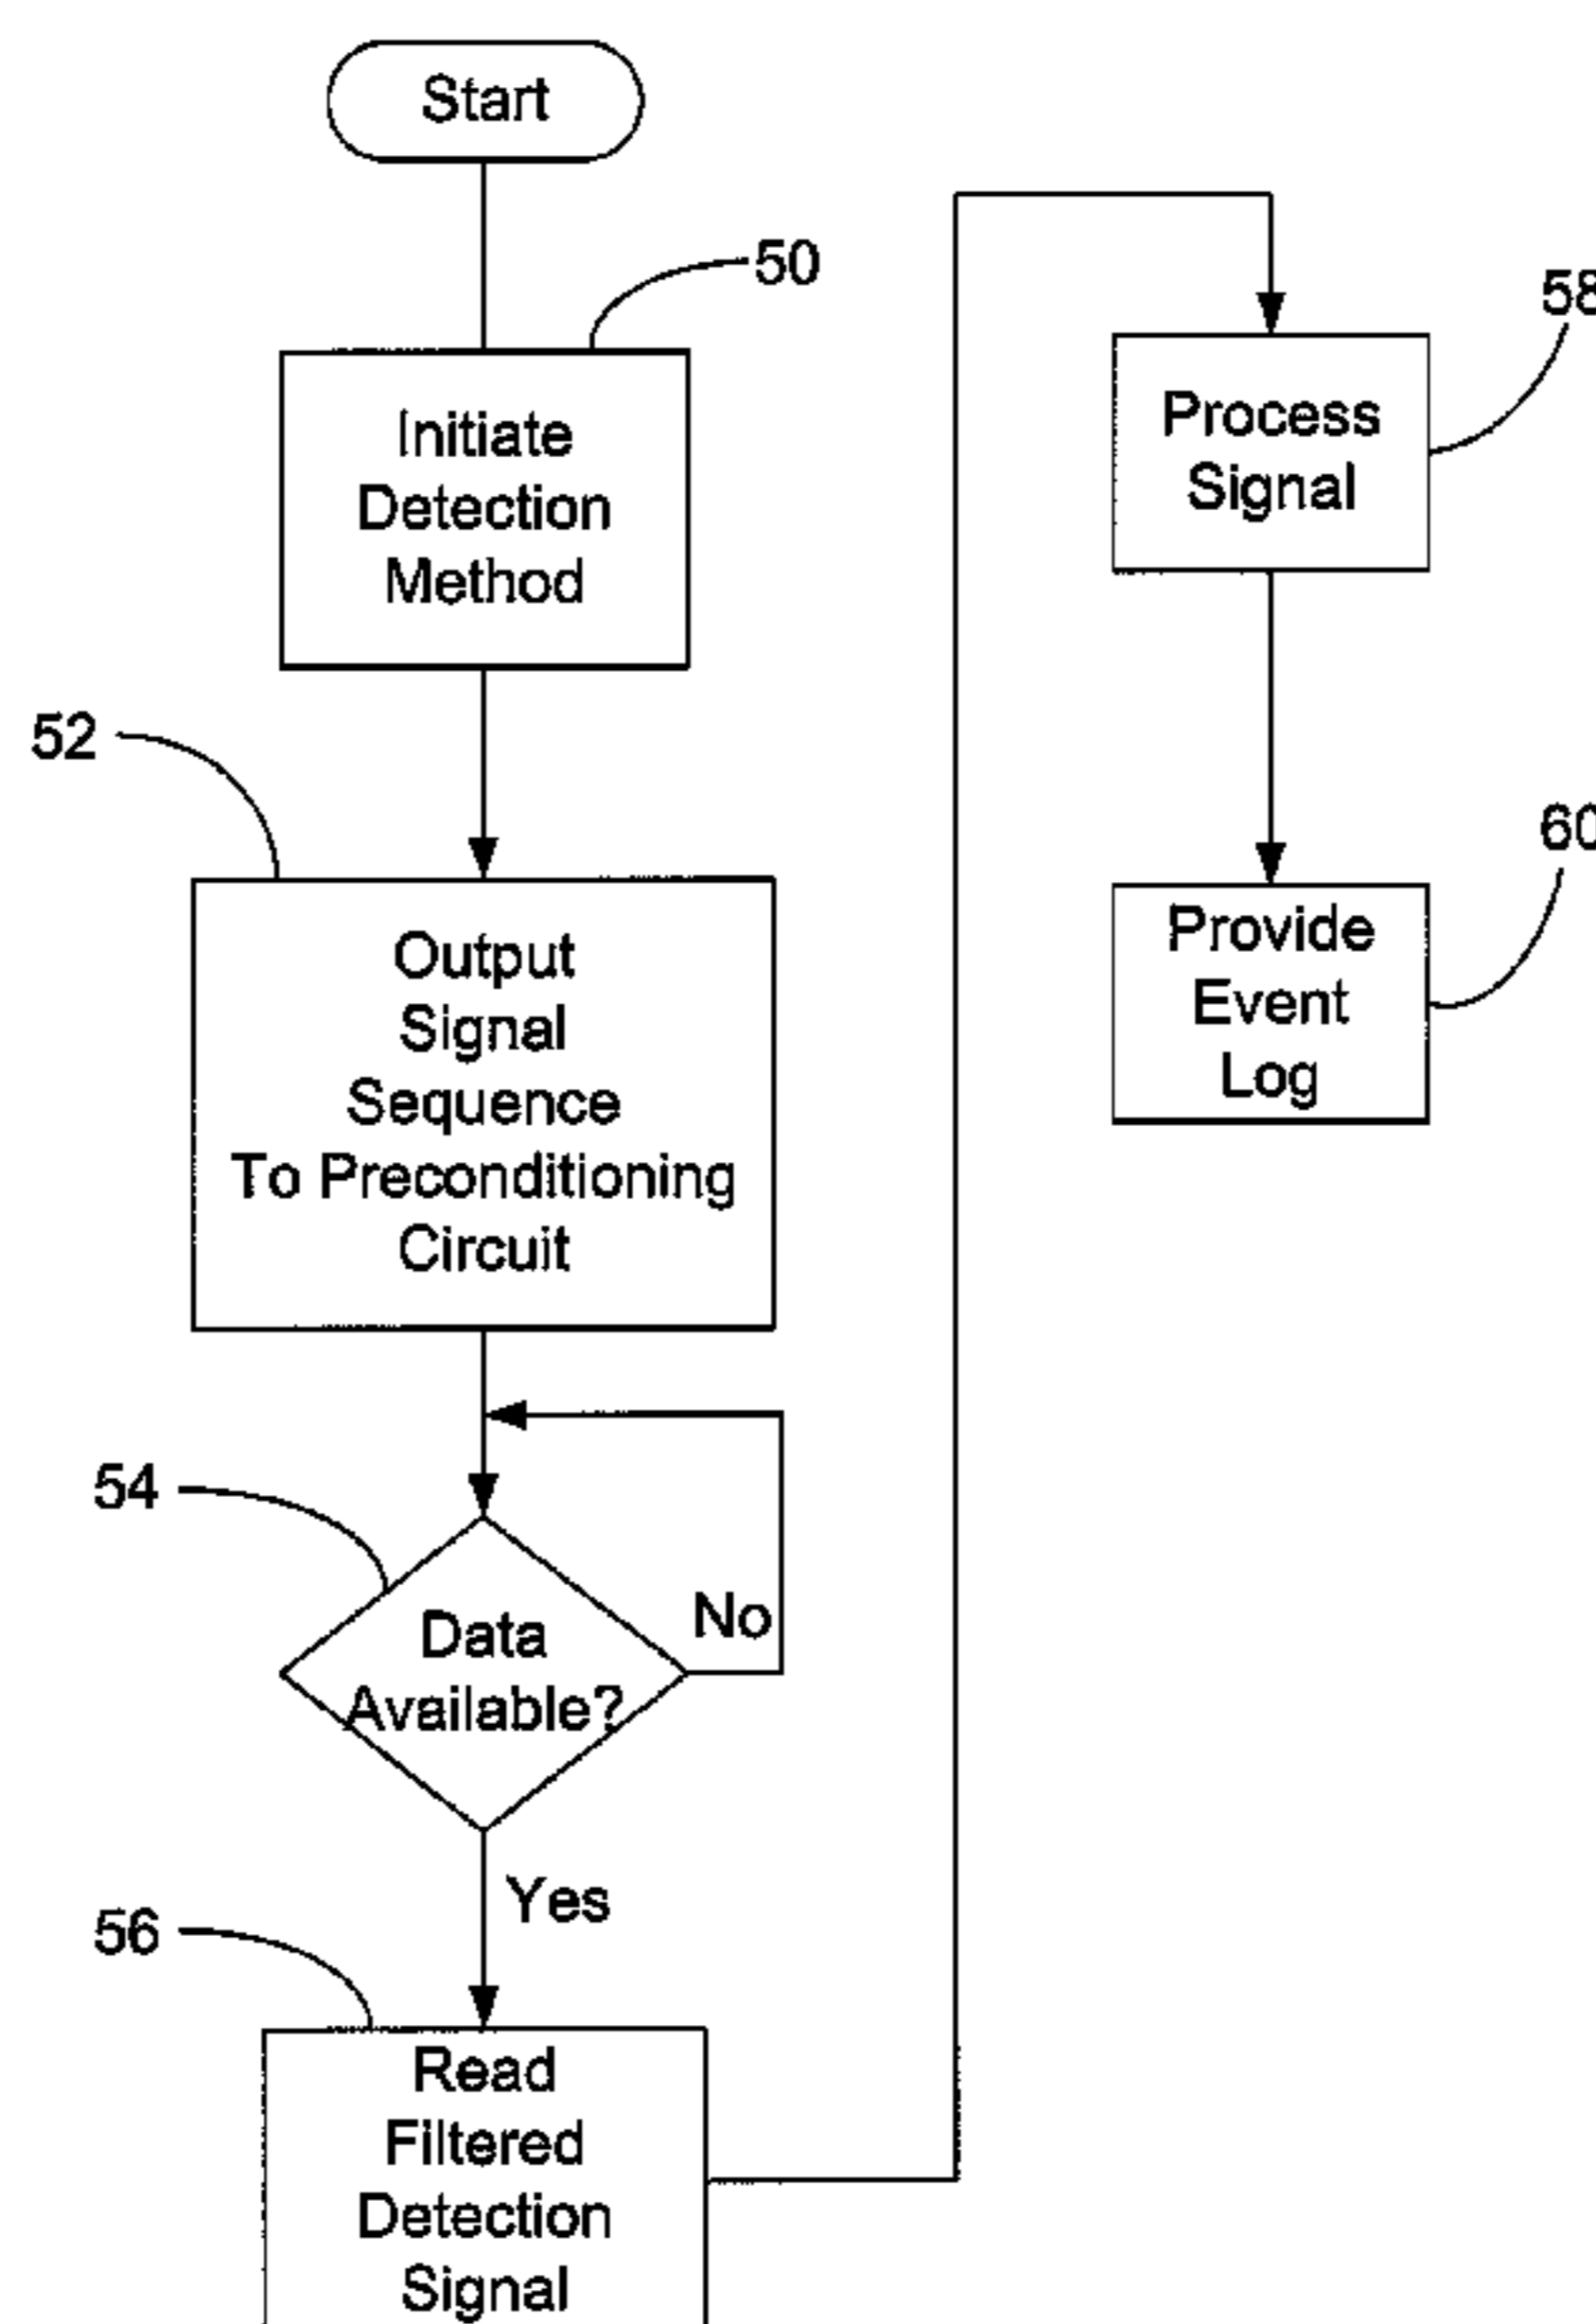 Start
50
Initiate
Detection
Method
52
Output
Signal
Sequence
To Preconditioning
Circuit
54
Data
Available?
No
Yes
56
Read
Filtered
Detection
Signal
58
Process
Signal
60
Provide
Event
Log